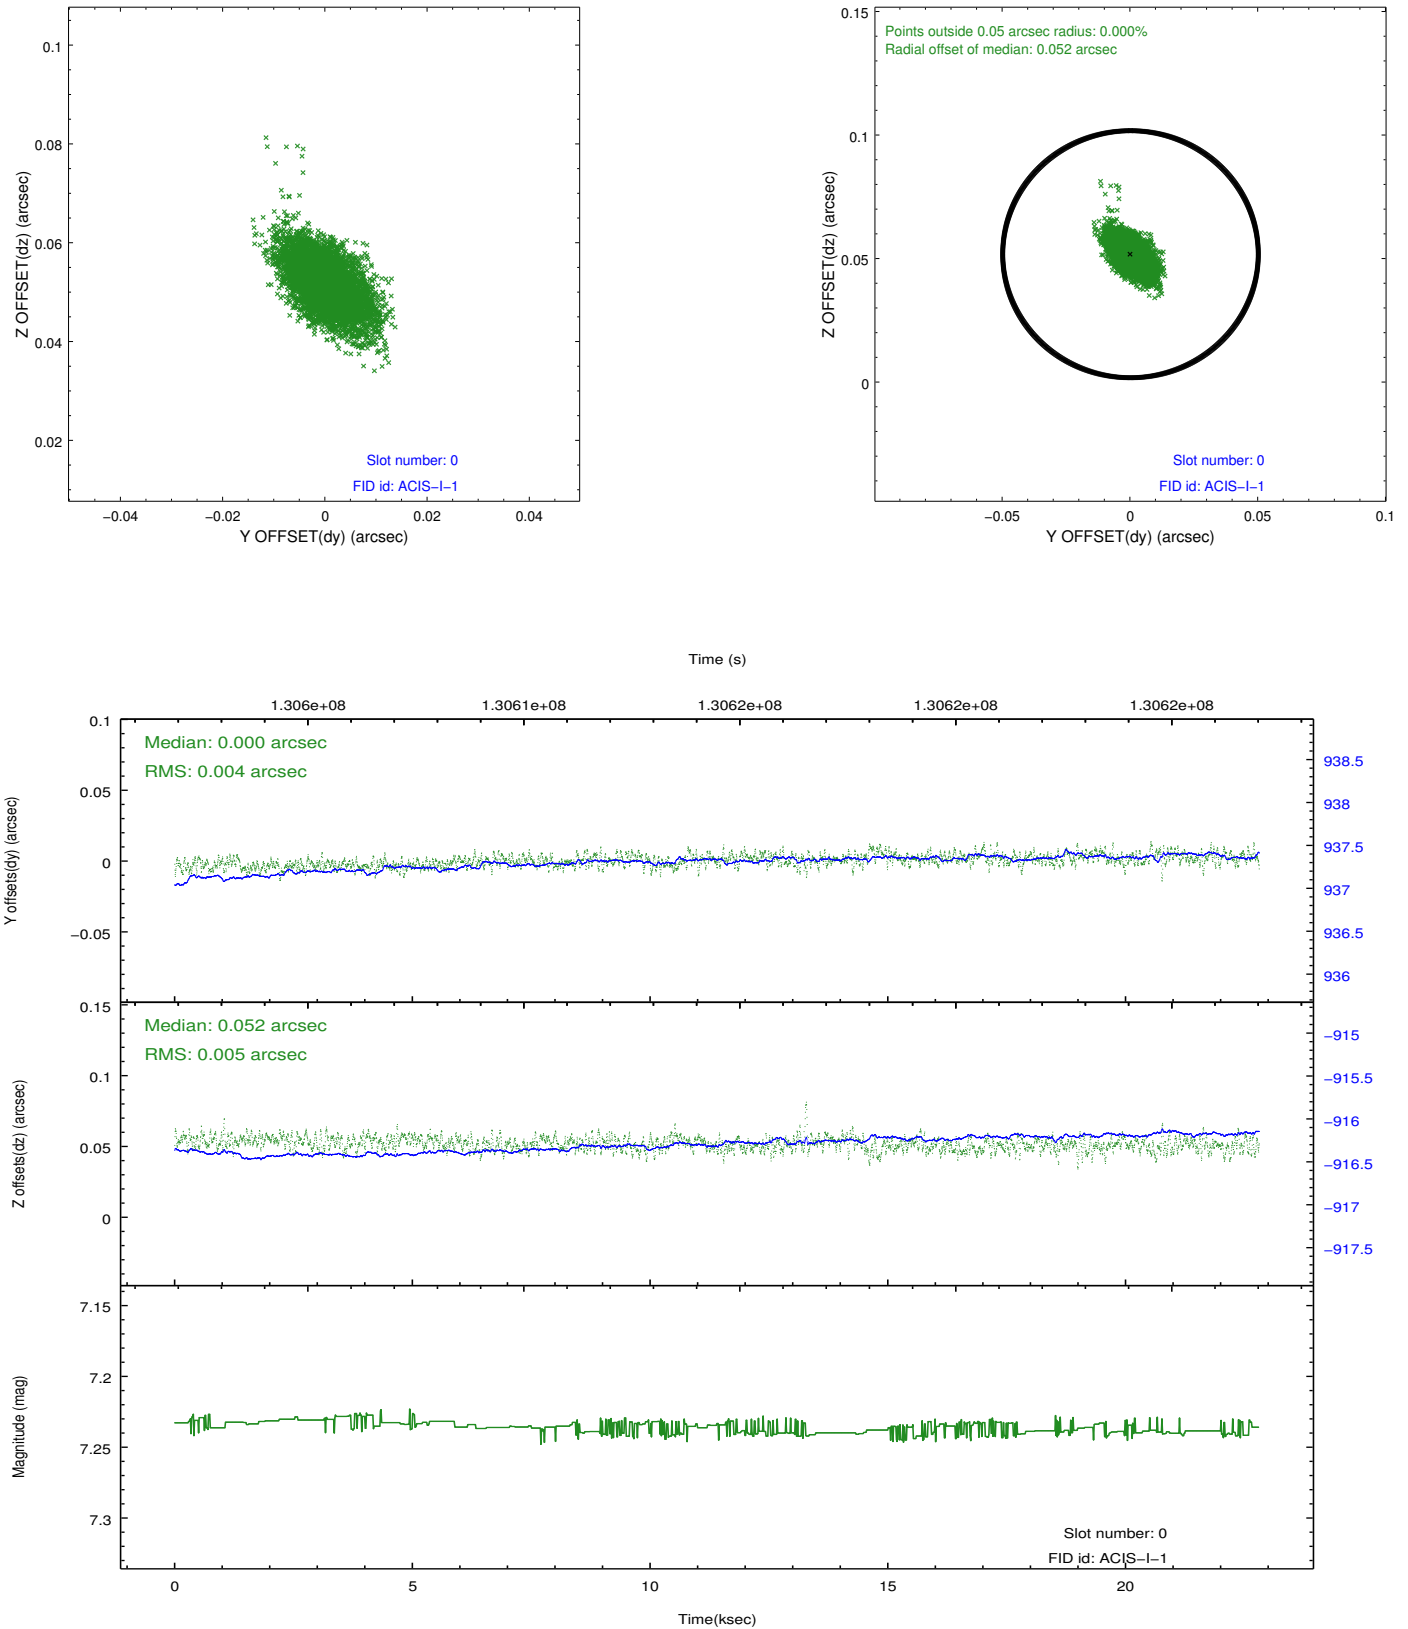 0.1
0.08
0.06
0.04
0.02
Z OFFSET(dz) (arcsec)
Slot number: 0
FID id: ACIS−I−1
−0.04
−0.02
0
0.02
0.04
Y OFFSET(dy) (arcsec)
0.15
0.1
0.05
0
Z OFFSET(dz) (arcsec)
Points outside 0.05 arcsec radius: 0.000%
Radial offset of median: 0.052 arcsec
Slot number: 0
FID id: ACIS−I−1
−0.05
0
0.05
0.1
Y OFFSET(dy) (arcsec)
Time (s)
1.306e+08
1.3061e+08
1.3062e+08
1.3062e+08
1.3062e+08
0.1
0.05
0
−0.05
Y offsets(dy) (arcsec)
Median: 0.000 arcsec
RMS: 0.004 arcsec
938.5
938
937.5
937
936.5
936
0.15
0.1
0.05
0
Z offsets(dz) (arcsec)
Median: 0.052 arcsec
RMS: 0.005 arcsec
−915
−915.5
−916
−916.5
−917
−917.5
7.15
7.2
7.25
7.3
Magnitude (mag)
Slot number: 0
FID id: ACIS−I−1
0
5
10
15
20
Time(ksec)